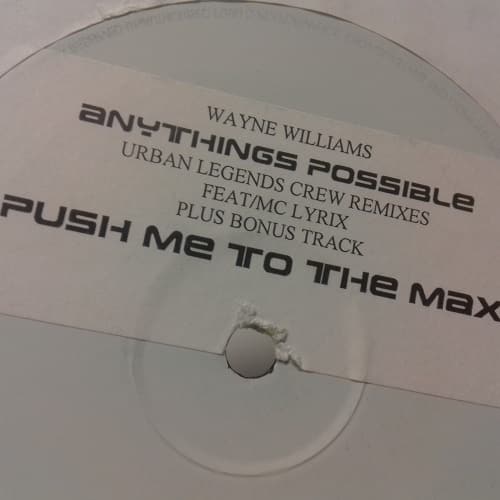 WAYNE WILLIAMS
ANYTHINGS POSSIBLE
URBAN LEGENDS CREW REMIXES
FEAT/MC LYRIX
PLUS BONUS TRACK
PUSH ME TO THE MAX